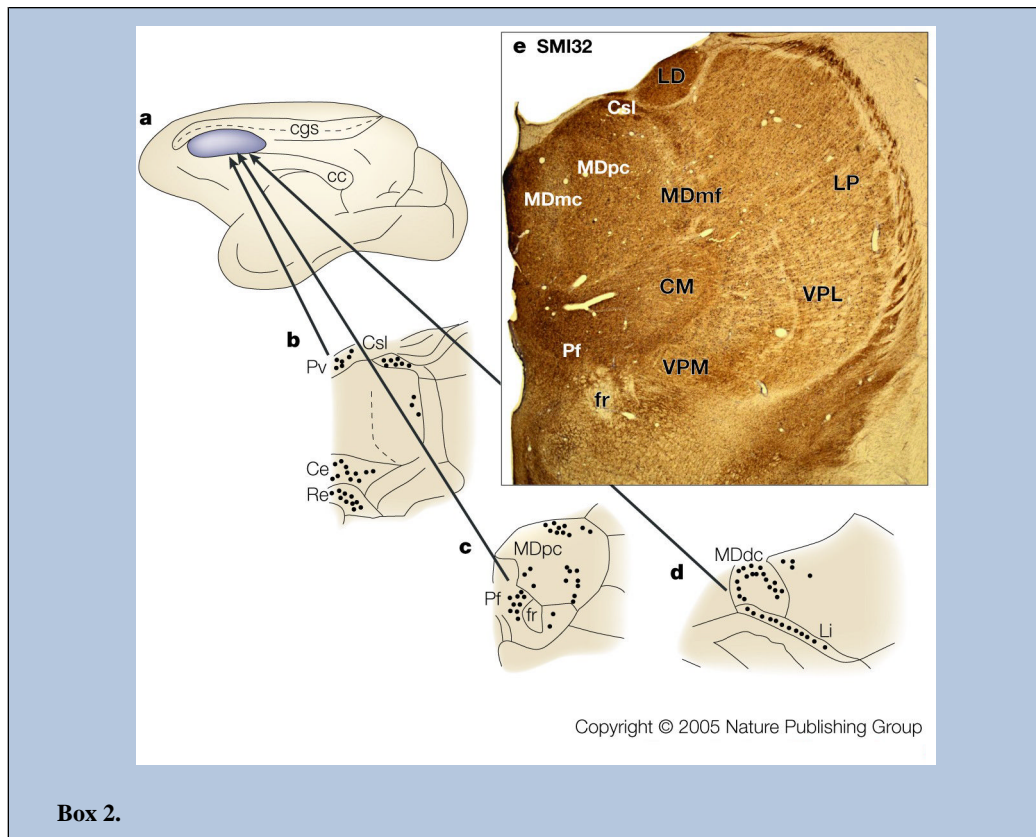 e SMI32
LD
a
Csl
cgs
MDpc
cc
LP
MDmc
MDmf
CM
VPL
b
Csl
Pf
Pv
VPM
fr
Ce
Re
c
MDpc
MDdc
d
Pf
fr
Li
Copyright © 2005 Nature Publishing Group
Box 2.